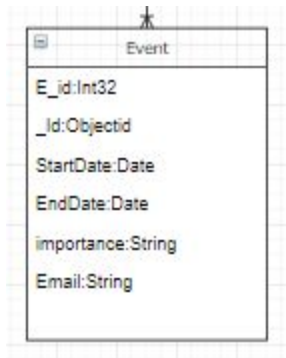 Event
E_id:Int32
_Id:Objectid
StartDate:Date
EndDate:Date
importance:String
Email:String